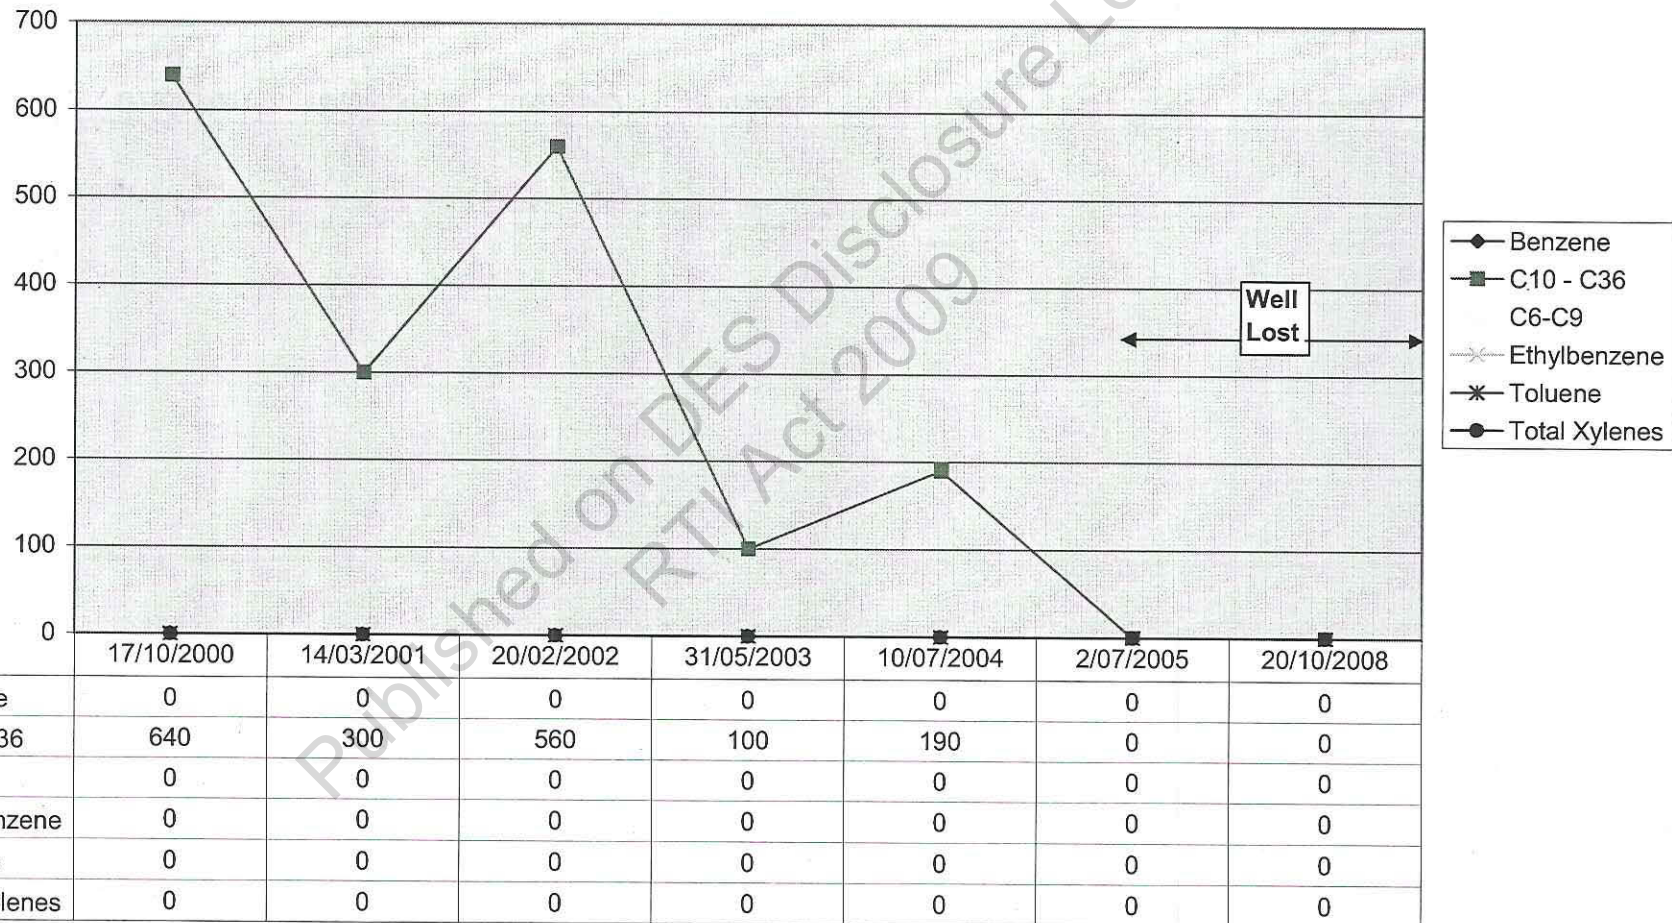 700
600
500
400
300
200
100
0
17/10/2000 14/03/2001 20/02/2002 31/05/2003 10/07/2004 2/07/2005 20/10/2008
e 0 0 0 0 0 0 0
36 640 300 560 100 190 0 0
0 0 0 0 0 0 0
nzene 0 0 0 0 0 0 0
0 0 0 0 0 0 0
lenes 0 0 0 0 0 0 0
Well
Lost
Benzene
C10 - C36
C6-C9
Ethylbenzene
Toluene
Total Xylenes
Published on DES Disclosure Lo
RTI Act 2009